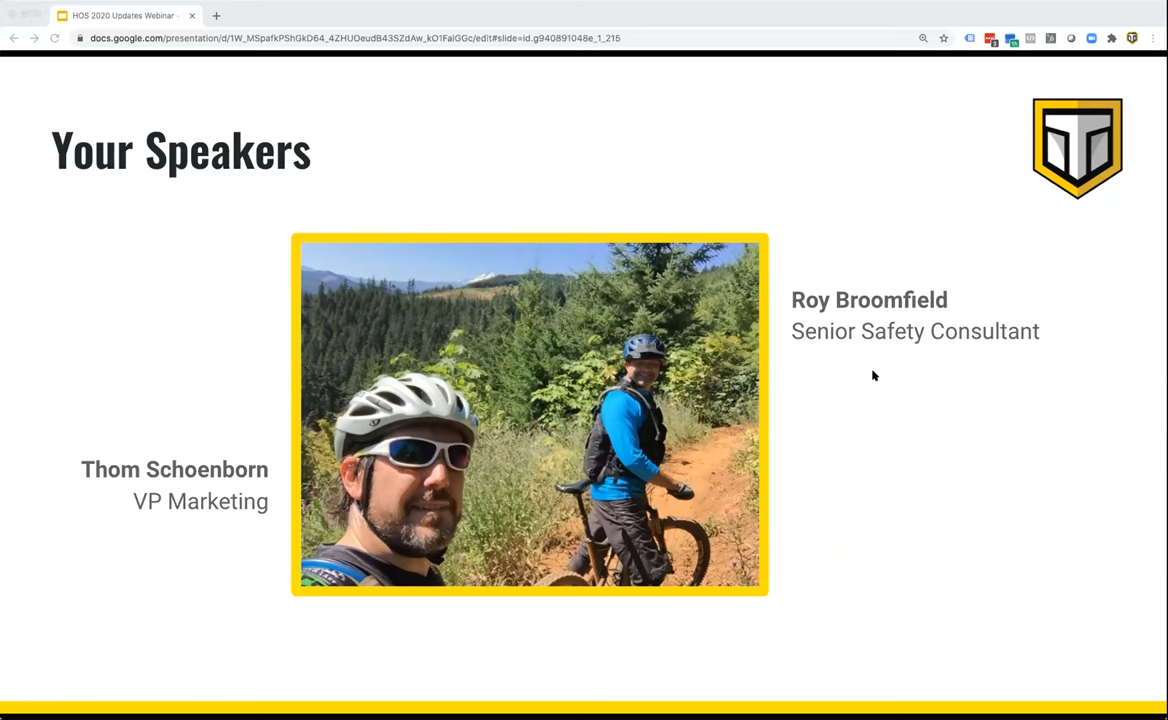 HOS 2020 Updates Webinar -
docs.google.com/presentation/d/1W_MSpafkPShGkD64_4ZHUOeudB43SZdAw_kO1FaiGGc/edit#slide=id.g940891048e_1_215
Your Speakers
Roy Broomfield
Senior Safety Consultant
Thom Schoenborn
VP Marketing